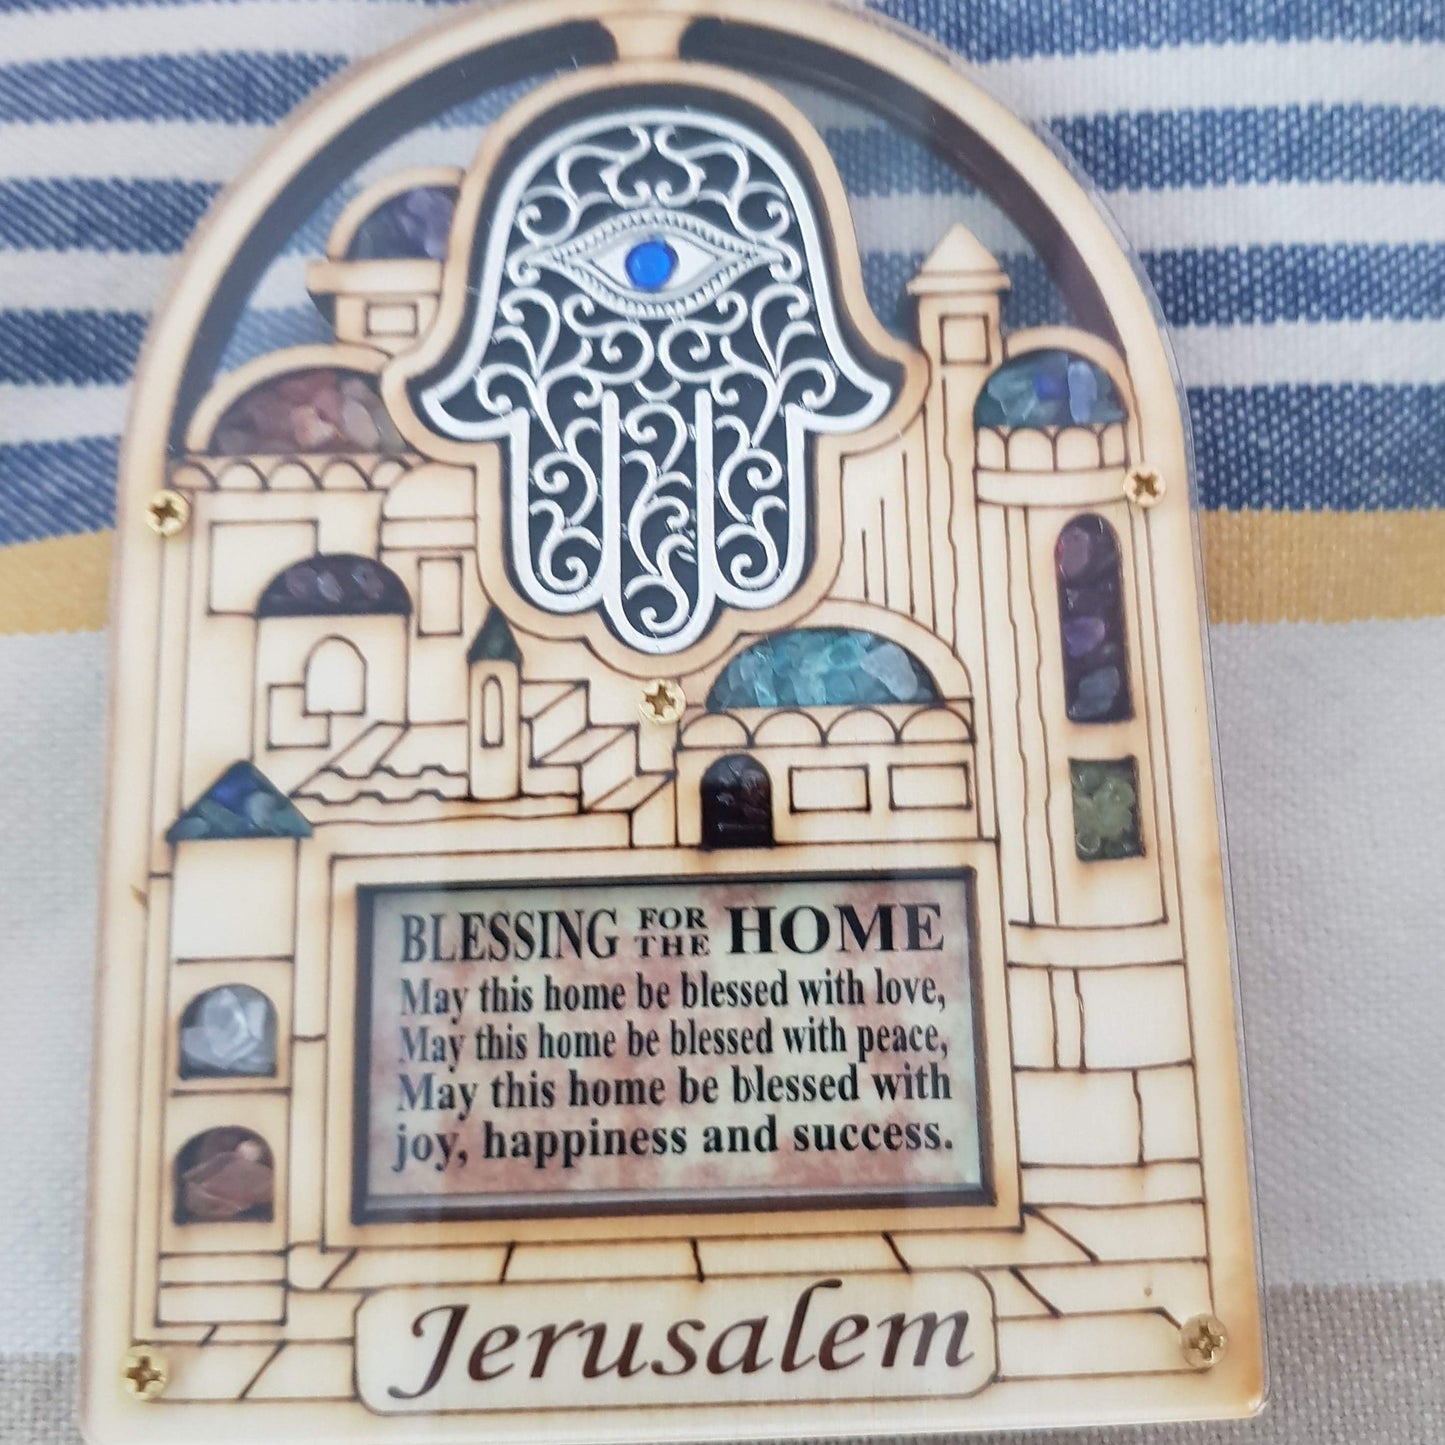 BLESSING FOR THE HOME
May this home be blessed with love,
May this home be blessed with peace,
May this home be blessed with
joy, happiness and success.
Jerusalem